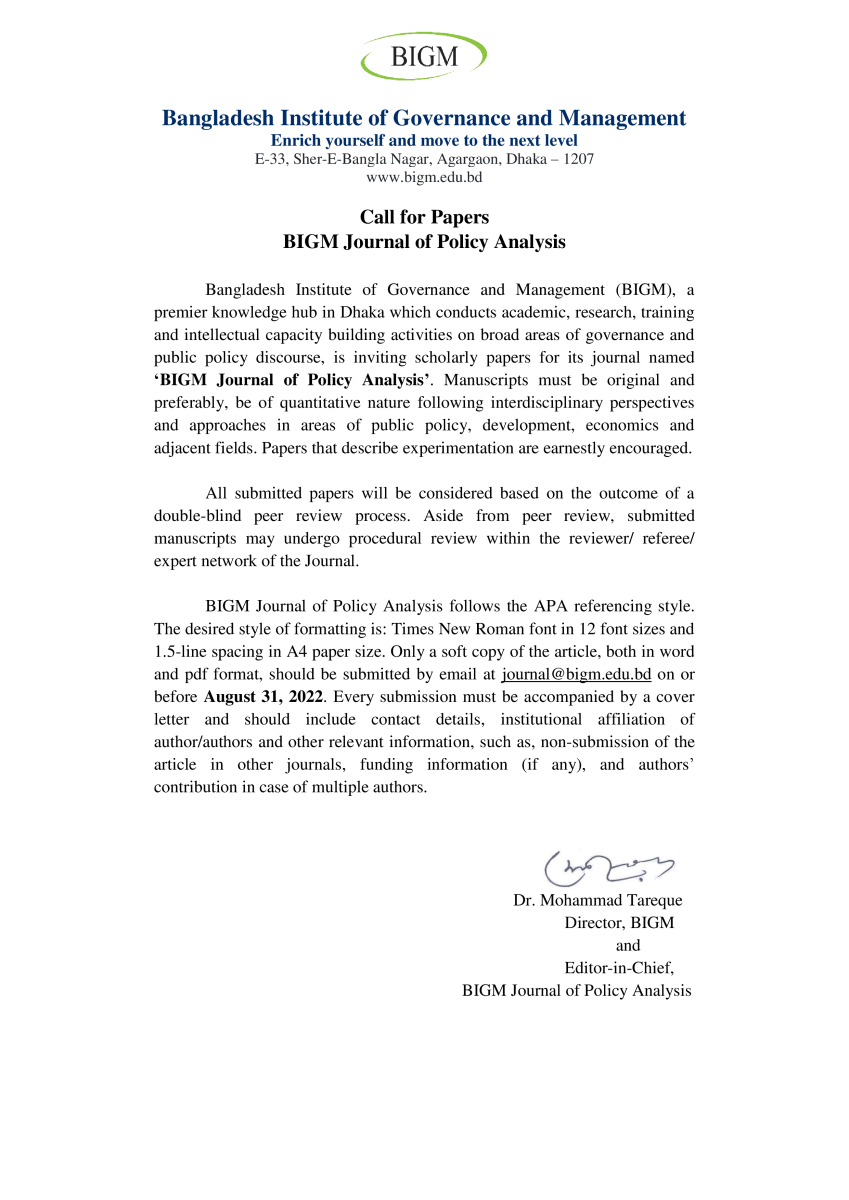 BIGM
Bangladesh Institute of Governance and Management
Enrich yourself and move to the next level
E-33, Sher-E-Bangla Nagar, Agargaon, Dhaka – 1207
www.bigm.edu.bd
Call for Papers
BIGM Journal of Policy Analysis
Bangladesh Institute of Governance and Management (BIGM), a
premier knowledge hub in Dhaka which conducts academic, research, training
and intellectual capacity building activities on broad areas of governance and
public policy discourse, is inviting scholarly papers for its journal named
‘BIGM Journal of Policy Analysis’. Manuscripts must be original and
preferably, be of quantitative nature following interdisciplinary perspectives
and approaches in areas of public policy, development, economics and
adjacent fields. Papers that describe experimentation are earnestly encouraged.
All submitted papers will be considered based on the outcome of a
double-blind peer review process. Aside from peer review, submitted
manuscripts may undergo procedural review within the reviewer/ referee/
expert network of the Journal.
BIGM Journal of Policy Analysis follows the APA referencing style.
The desired style of formatting is: Times New Roman font in 12 font sizes and
1.5-line spacing in A4 paper size. Only a soft copy of the article, both in word
and pdf format, should be submitted by email at journal@bigm.edu.bd on or
before August 31, 2022. Every submission must be accompanied by a cover
letter and should include contact details, institutional affiliation of
author/authors and other relevant information, such as, non-submission of the
article in other journals, funding information (if any), and authors’
contribution in case of multiple authors.
Dr. Mohammad Tareque
Director, BIGM
and
Editor-in-Chief,
BIGM Journal of Policy Analysis